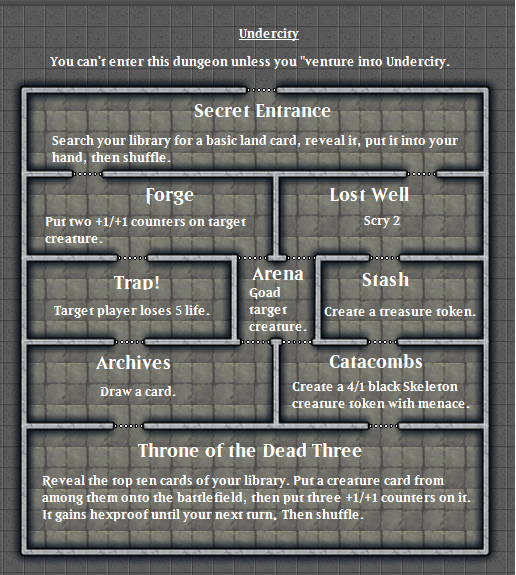 Undercity
You can't enter this dungeon unless you "venture into Undercity.
Secret Entrance
Search your library for a basic land card, reveal it, put it into your
hand, then shuffle.
Forge
Put two +1/+1 counters on target
creature.
Lost Well
Scry 2
Trap!
Target player loses 5 life.
Arena
Goad
target
creature.
Stash
Create a treasure token.
Archives
Draw a card.
Catacombs
Create a 4/1 black Skeleton
creature token with menace.
Throne of the Dead Three
Reveal the top ten cards of your library. Put a creature card from
among them onto the battlefield, then put three +1/+1 counters on it.
It gains hexproof until your next turn. Then shuffle.